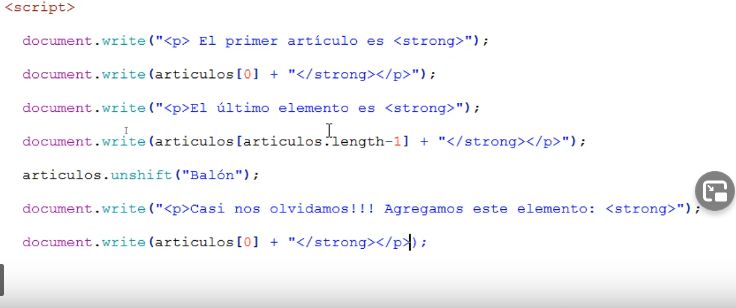 <script>
document.write("<p> El primer artículo es <strong>");
document.write(articulos[0] + "</strong></p>");
document.write("<p>El último elemento es <strong>");
document.write(articulos[articulos.length-1] + "</strong></p>");
articulos.unshift("Balón");
document.write("<p>Casi nos olvidamos!!! Agregamos este elemento: <strong>");
document.write(articulos[0] + "</strong></p>);